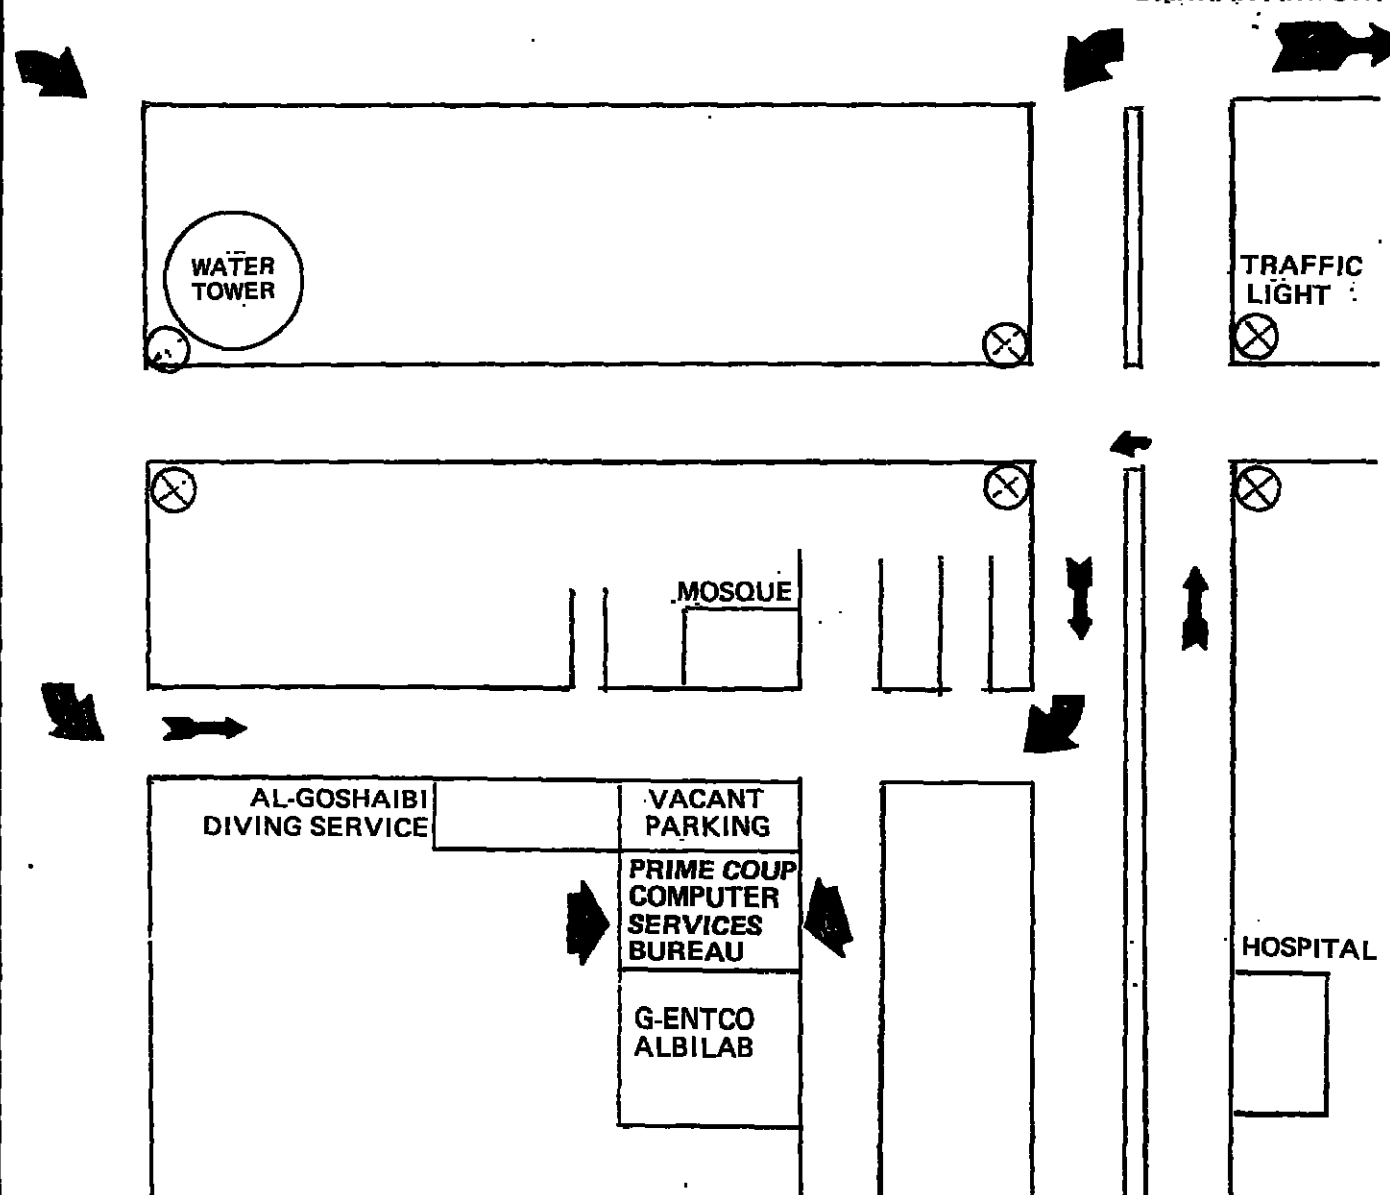 WATER
TOWER
TRAFFIC
LIGHT
MOSQUE
AL-GOSHAIBI
DIVING SERVICE
VACANT
PARKING
PRIME COUP
COMPUTER
SERVICES
BUREAU
HOSPITAL
G-ENTCO
ALBILAB